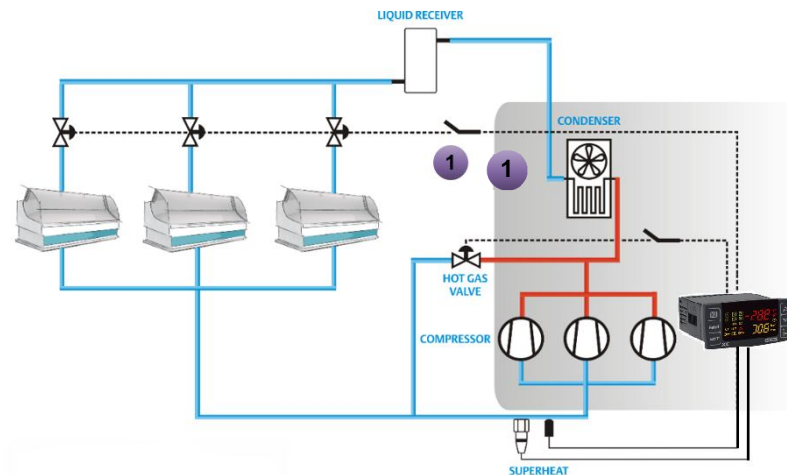 LIQUID RECEIVER
CONDENSER
1
1
HOT GAS
VALVE
COMPRESSOR
SUPERHEAT